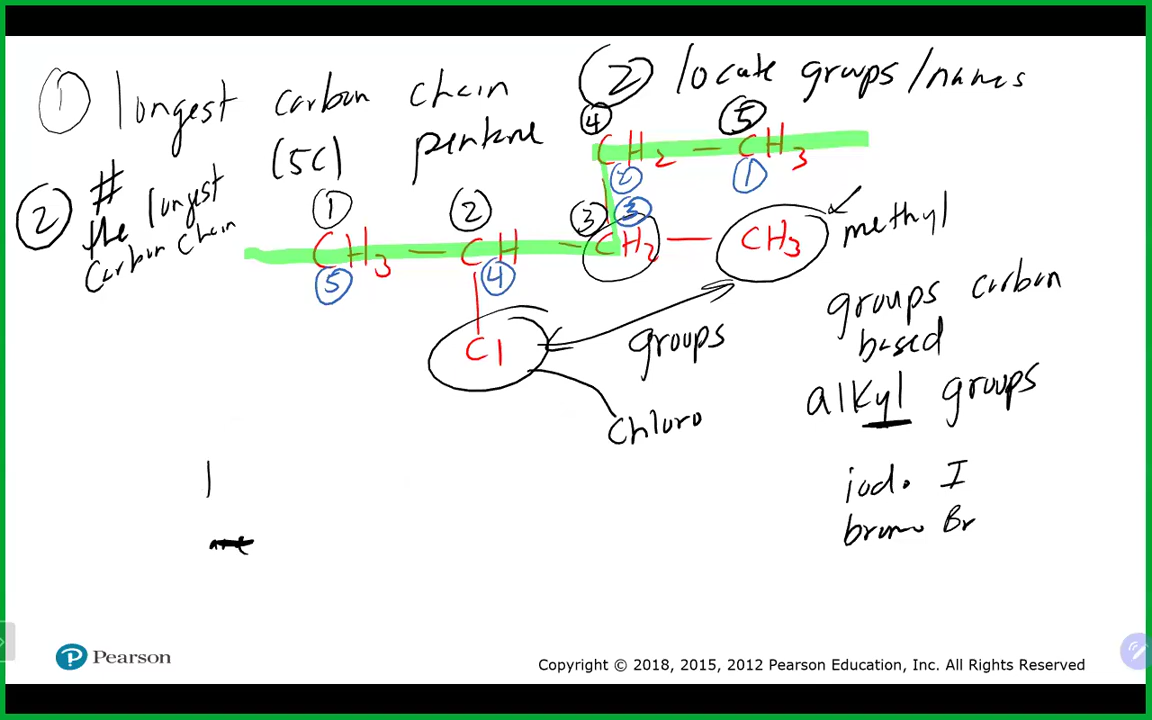 ① longest carbon chain
(5C) pentane
② locate groups/names
② #
the longest
Carbon Chain
④ ⑤
CH2 — CH3
② ①
① ② ③ ③
CH3 — CH — CH2 — CH3
⑤ ④
methyl
Cl
groups
Chloro
groups carbon
based
alkyl groups
iodo I
bromo Br
Pearson
Copyright © 2018, 2015, 2012 Pearson Education, Inc. All Rights Reserved